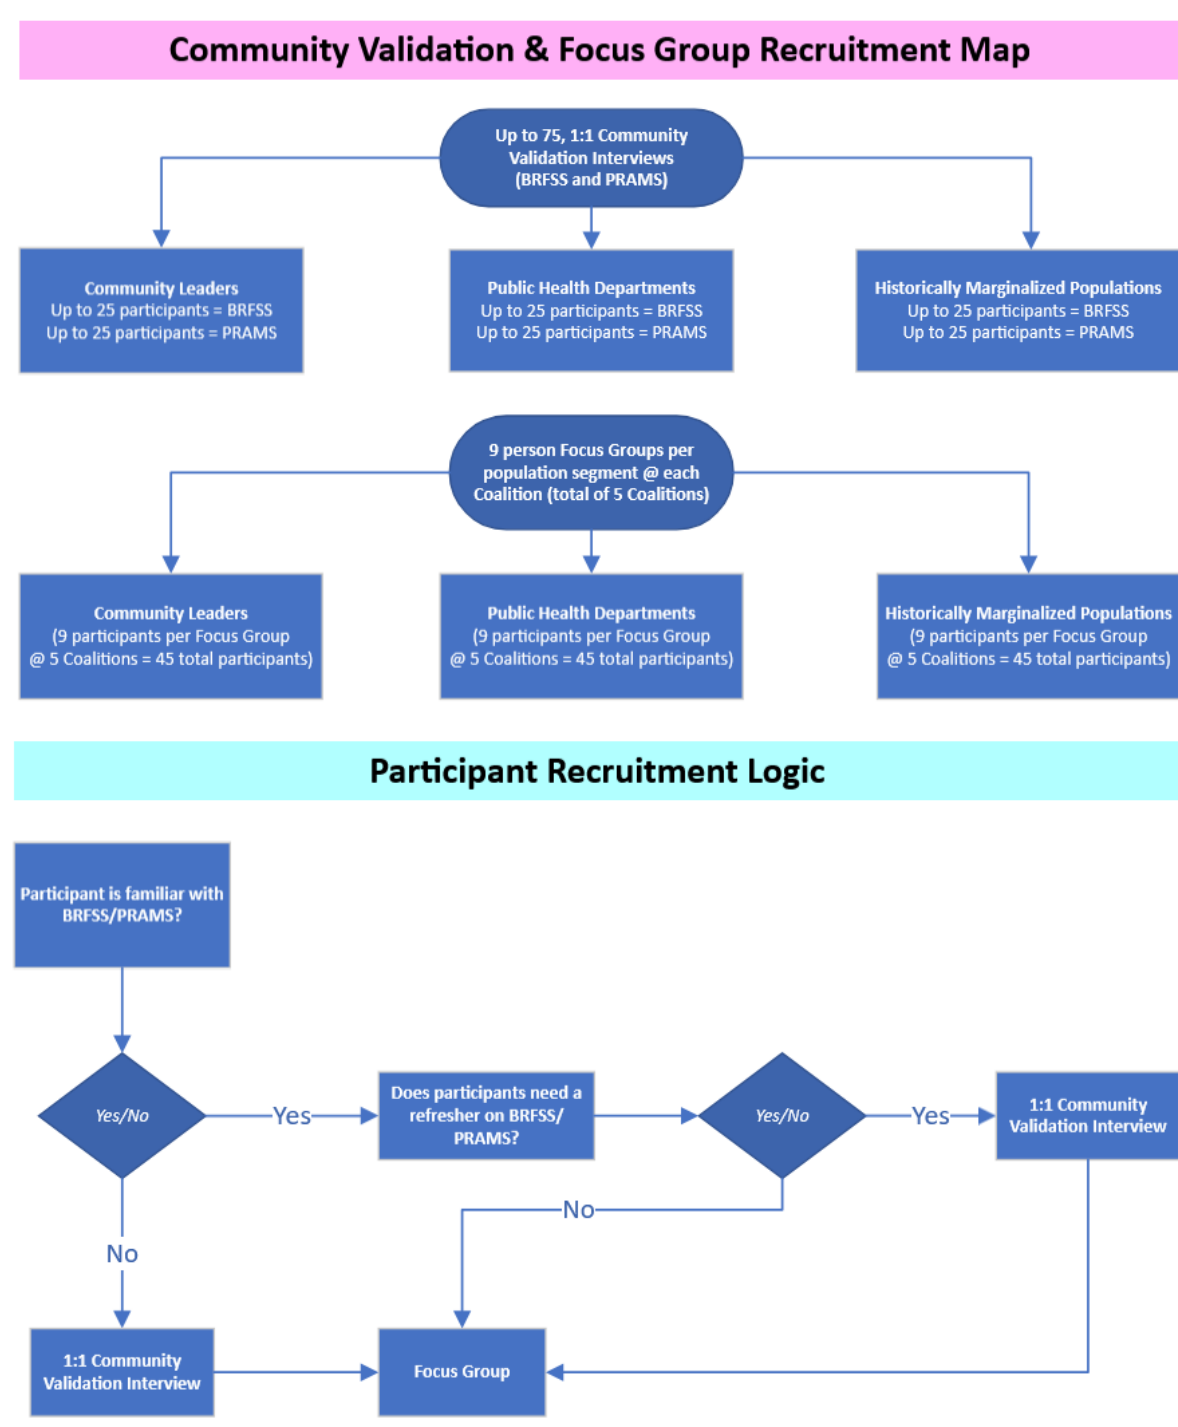 Community Validation & Focus Group Recruitment Map
Up to 75, 1:1 Community
Validation Interviews
(BRFSS and PRAMS)
Community Leaders
Up to 25 participants = BRFSS
Up to 25 participants = PRAMS
Public Health Departments
Up to 25 participants = BRFSS
Up to 25 participants = PRAMS
Historically Marginalized Populations
Up to 25 participants = BRFSS
Up to 25 participants = PRAMS
9 person Focus Groups per
population segment @ each
Coalition (total of 5 Coalitions)
Community Leaders
(9 participants per Focus Group
@ 5 Coalitions = 45 total participants)
Public Health Departments
(9 participants per Focus Group
@ 5 Coalitions = 45 total participants)
Historically Marginalized Populations
(9 participants per Focus Group
@ 5 Coalitions = 45 total participants)
Participant Recruitment Logic
Participant is familiar with
BRFSS/PRAMS?
Yes/No
Yes
Does participants need a
refresher on BRFSS/
PRAMS?
Yes/No
Yes
1:1 Community
Validation Interview
No
No
1:1 Community
Validation Interview
Focus Group